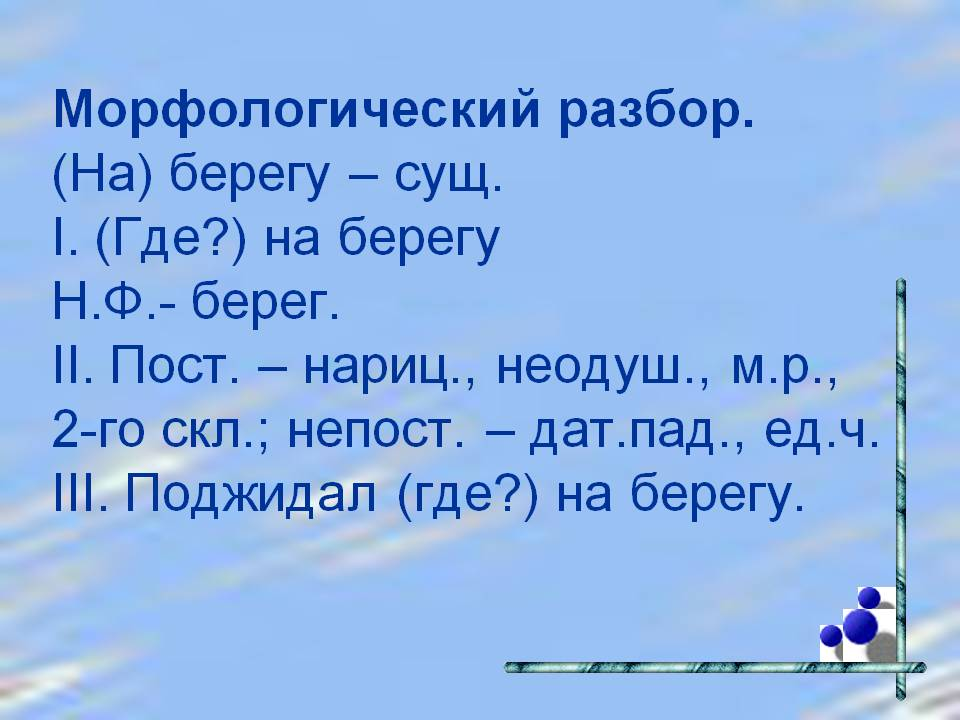 Морфологический разбор.
(На) берегу – сущ.
I. (Где?) на берегу
Н.Ф.- берег.
II. Пост. – нариц., неодуш., м.р.,
2-го скл.; непост. – дат.пад., ед.ч.
III. Поджидал (где?) на берегу.